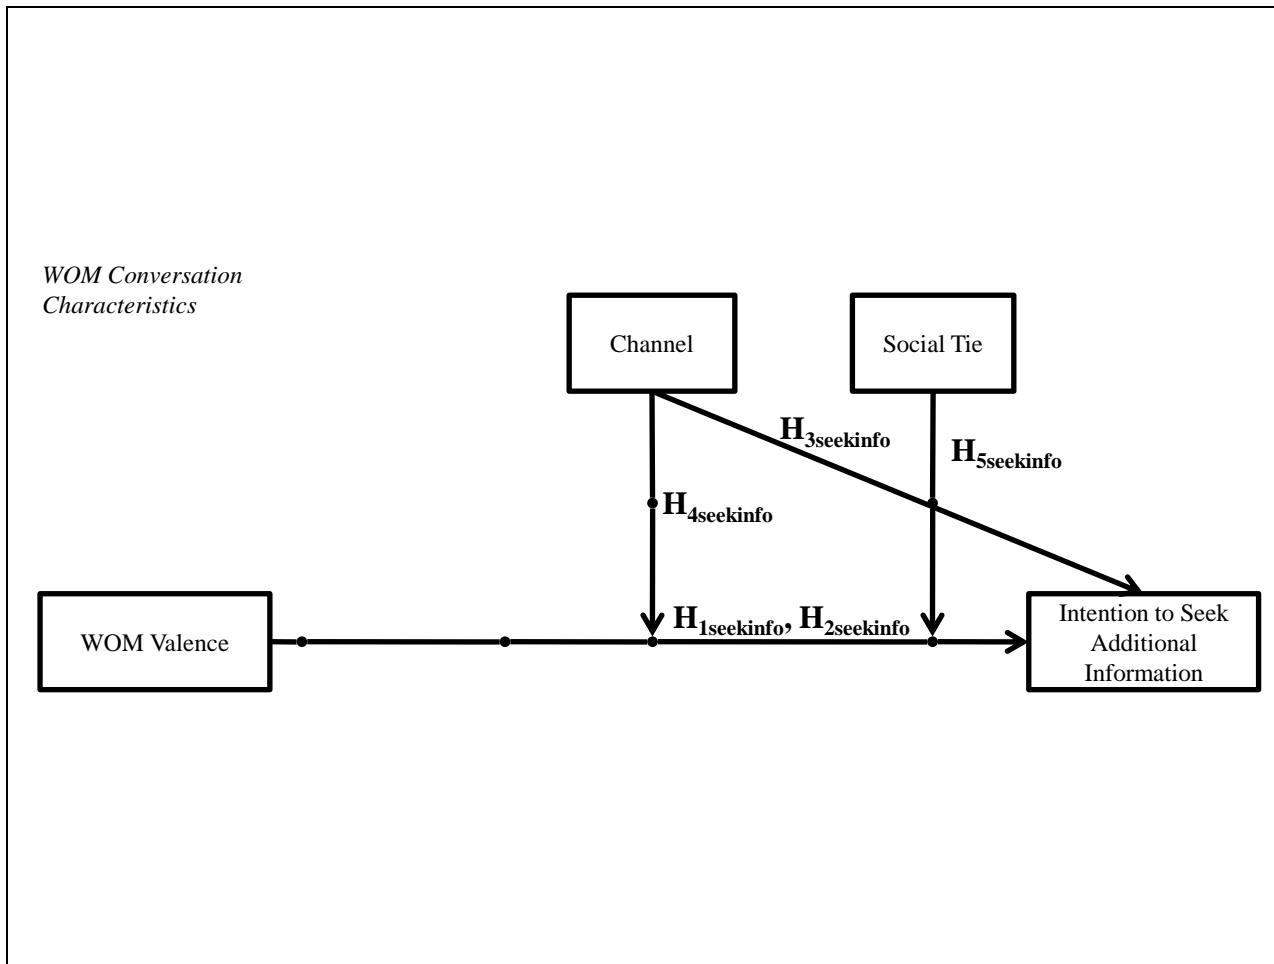 WOM Conversation
Characteristics
Channel
Social Tie
H3seekinfo
H5seekinfo
H4seekinfo
H1seekinfo, H2seekinfo
WOM Valence
Intention to Seek
Additional
Information